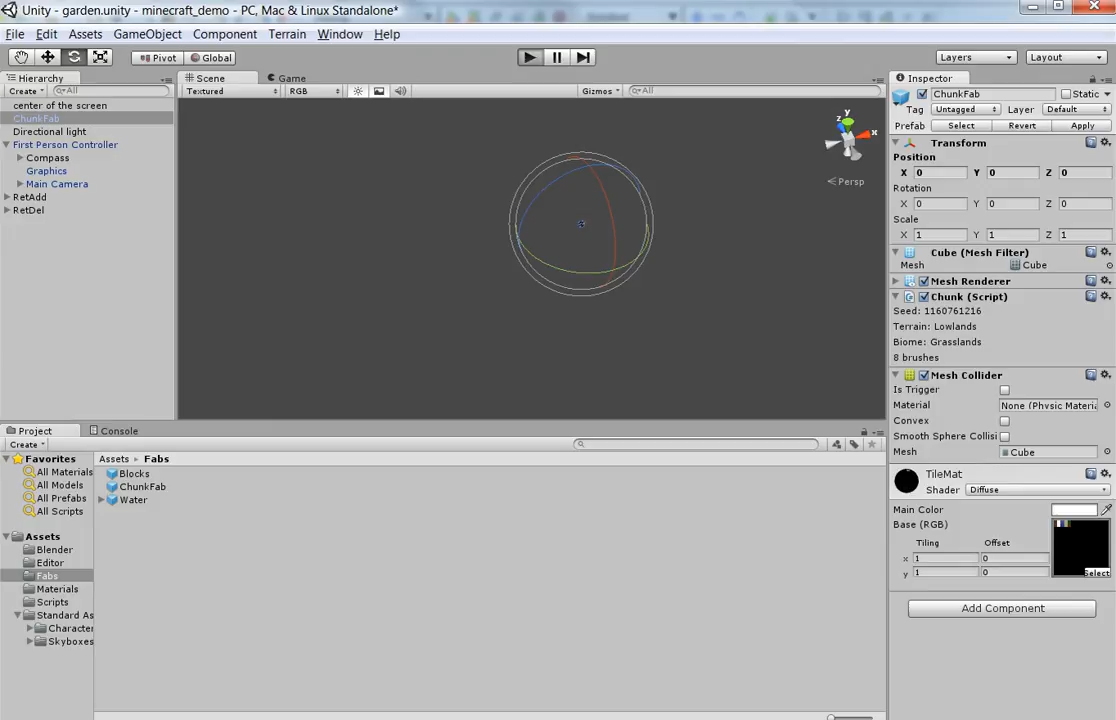 Unity - garden.unity - minecraft_demo - PC, Mac & Linux Standalone*
File Edit Assets GameObject Component Terrain Window Help
Pivot Global Layers Layout
Hierarchy
Create All
center of the screen
ChunkFab
Directional light
First Person Controller
Compass
Graphics
Main Camera
RetAdd
RetDel
Scene Game
Textured RGB Gizmos All
y
z x
Persp
Inspector
ChunkFab Static
Tag Untagged Layer Default
Prefab Select Revert Apply
Transform
Position
X 0 Y 0 Z 0
Rotation
X 0 Y 0 Z 0
Scale
X 1 Y 1 Z 1
Cube (Mesh Filter)
Mesh Cube
Mesh Renderer
Chunk (Script)
Seed: 1160761216
Terrain: Lowlands
Biome: Grasslands
8 brushes
Mesh Collider
Is Trigger
Material None (Physic Materia
Convex
Smooth Sphere Collisi
Mesh Cube
TileMat
Shader Diffuse
Main Color
Base (RGB)
Tiling Offset
x 1 0
y 1 0
Select
Add Component
Project Console
Create
Favorites
All Materials
All Models
All Prefabs
All Scripts
Assets
Blender
Editor
Fabs
Materials
Scripts
Standard As
Character
Skyboxes
Assets Fabs
Blocks
ChunkFab
Water